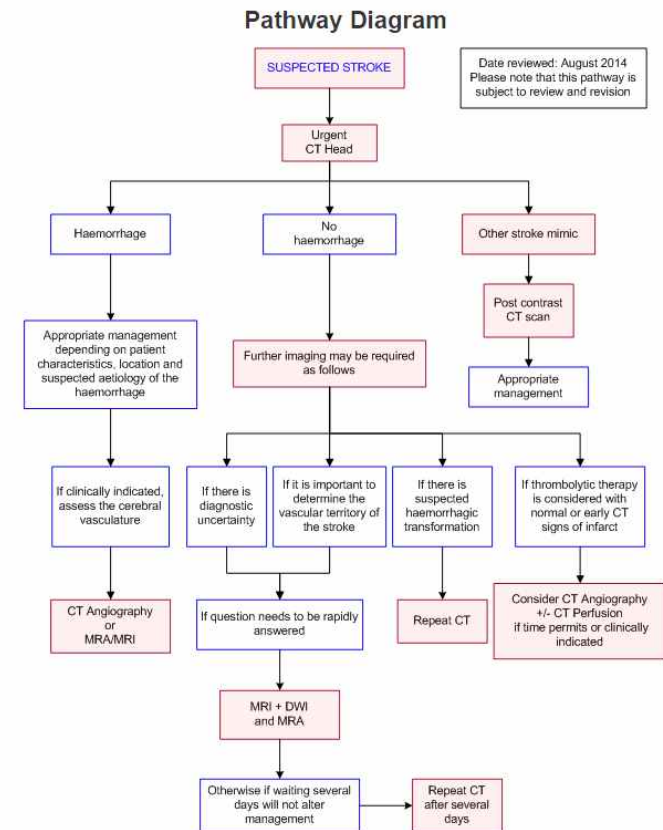 Pathway Diagram
SUSPECTED STROKE
Date reviewed: August 2014
Please note that this pathway is
subject to review and revision
Urgent
CT Head
Haemorrhage
No
haemorrhage
Other stroke mimic
Post contrast
CT scan
Appropriate
management
Appropriate management
depending on patient
characteristics, location and
suspected aetiology of the
haemorrhage
Further imaging may be required
as follows
If clinically indicated,
assess the cerebral
vasculature
If there is
diagnostic
uncertainty
If it is important to
determine the
vascular territory
of the stroke
If there is
suspected
haemorrhagic
transformation
If thrombolytic therapy
is considered with
normal or early CT
signs of infarct
CT Angiography
or
MRA/MRI
If question needs to be rapidly
answered
Repeat CT
Consider CT Angiography
+/- CT Perfusion
if time permits or clinically
indicated
MRI + DWI
and MRA
Otherwise if waiting several
days will not alter
management
Repeat CT
after several
days